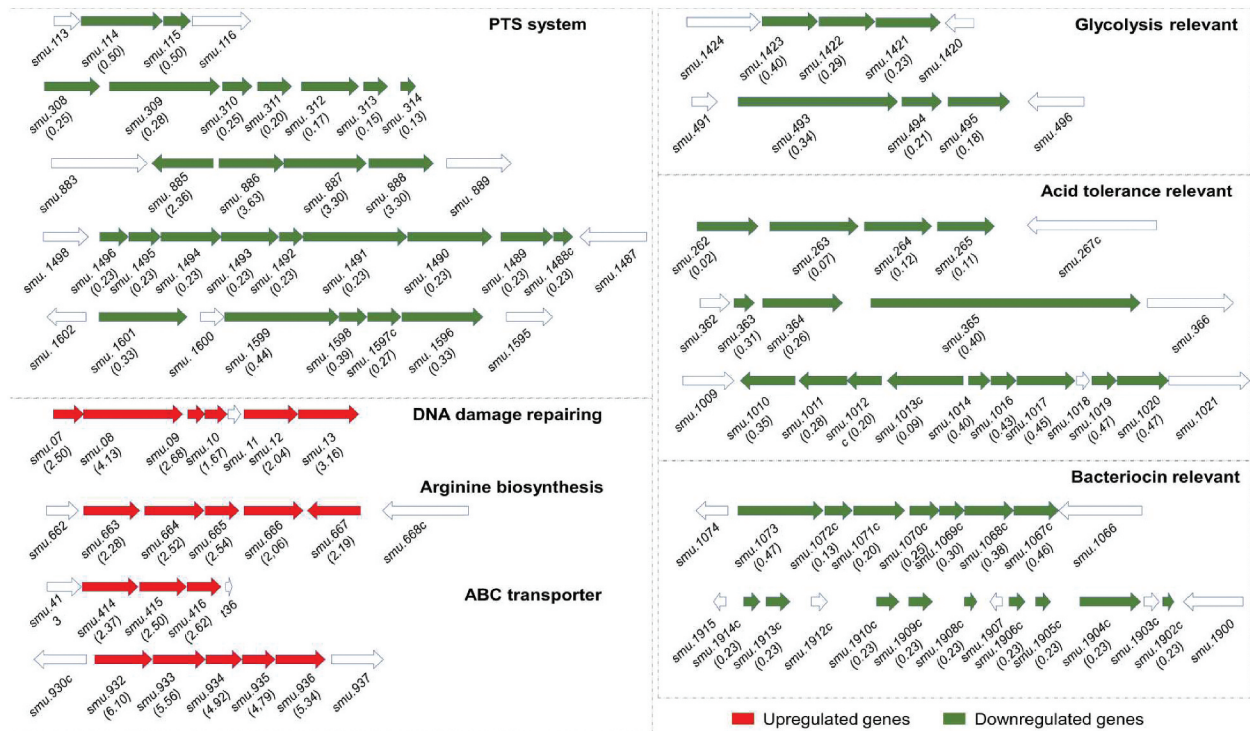 PTS system
smu.113
smu.114
(0.50)
smu.115
(0.50)
smu.116
smu.308
(0.25)
smu.309
(0.28)
smu.310
(0.25)
smu.311
(0.20)
smu. 312
(0.17)
smu.313
(0.15)
smu. 314
(0.13)
smu.883
smu. 885
(2.36)
smu. 886
(3.63)
smu. 887
(3.30)
smu. 888
(3.30)
smu. 889
smu. 1498
smu. 1496
(0.23)
smu. 1495
(0.23)
smu. 1494
(0.23)
smu. 1493
(0.23)
smu. 1492
(0.23)
smu. 1491
(0.23)
smu. 1490
(0.23)
smu. 1489
(0.23)
smu. 1488c
(0.23)
smu. 1487
smu. 1602
smu. 1601
(0.33)
smu. 1600
smu. 1599
(0.44)
smu. 1598
(0.39)
smu. 1597c
(0.27)
smu. 1596
(0.33)
smu. 1595
DNA damage repairing
smu.07
(2.50)
smu.08
(4.13)
smu.09
(2.68)
smu.10
(1.67)
smu. 11
smu.12
(2.04)
smu.13
(3.16)
Arginine biosynthesis
smu.662
smu.663
(2.28)
smu.664
(2.52)
smu.665
(2.54)
smu.666
(2,06)
smu.667
(2.19)
smu.668c
ABC transporter
smu.41
3
smu.414
(2.37)
smu.415
(2.50)
smu.416
(2.62)
t36
smu.930c
smu.932
(6.10)
smu.933
(5.56)
smu.934
(4.92)
smu.935
(4.79)
smu.936
(5.34)
smu.937
Glycolysis relevant
smu.1424
smu.1423
(0.40)
smu.1422
(0.29)
smu.1421
(0.23)
smu.1420
smu.491
smu.493
(0.34)
smu.494
(0.21)
smu.495
(0.18)
smu.496
Acid tolerance relevant
smu.262
(0.02)
smu.263
(0.07)
smu.264
(0.12)
smu.265
(0.11)
smu.267c
smu.362
smu.363
(0.31)
smu.364
(0.26)
smu.365
(0.40)
smu.366
smu.1009
smu.1010
(0.35)
smu.1011
(0.28)
smu.1012
c (0.20)
smu.1013c
(0.09)
smu.1014
(0.40)
smu.1016
(0.43)
smu.1017
(0.45)
smu.1018
smu.1019
(0.47)
smu.1020
(0.47)
smu.1021
Bacteriocin relevant
smu.1074
smu.1073
(0.47)
smu.1072c
(0.13)
smu.1071c
(0.20)
smu.1070c
(0.25)
smu.1069c
(0.30)
smu.1068c
(0.38)
smu.1067c
(0.46)
smu.1066
smu.1915
smu.1914c
(0.23)
smu.1913c
(0.23)
smu.1912c
smu.1910c
(0.23)
smu.1909c
(0.23)
smu.1908c
(0.23)
smu.1907
smu.1906c
(0.23)
smu.1905c
(0.23)
smu.1904c
(0.23)
smu.1903c
smu.1902c
(0.23)
smu.1900
Upregulated genes
Downregulated genes